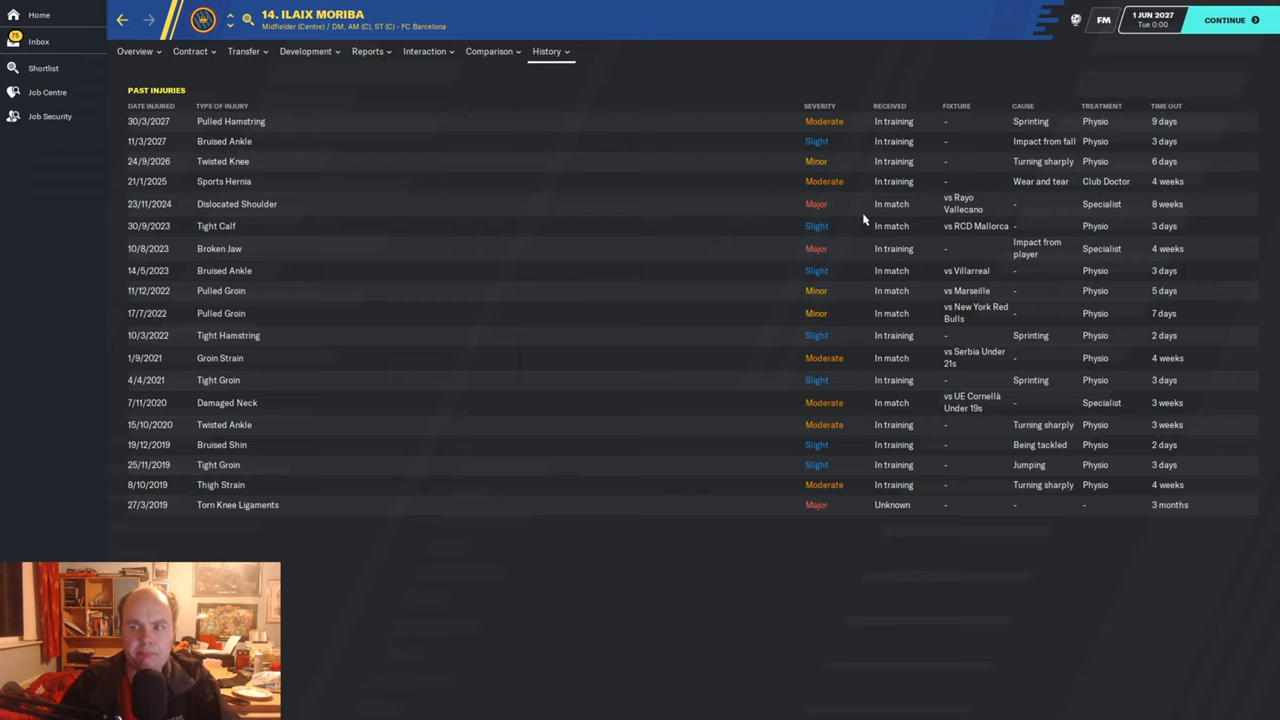 Home
14. ILAIX MORIBA
Midfielder (Centre) / DM, AM (C), ST (C) - FC Barcelona
FM
1 JUN 2027
Tue 0:00
CONTINUE
75
Inbox
Shortlist
Job Centre
Job Security
Overview Contract Transfer Development Reports Interaction Comparison History
PAST INJURIES
DATE INJURED TYPE OF INJURY SEVERITY RECEIVED FIXTURE CAUSE TREATMENT TIME OUT
30/3/2027 Pulled Hamstring Moderate In training - Sprinting Physio 9 days
11/3/2027 Bruised Ankle Slight In training - Impact from fall Physio 3 days
24/9/2026 Twisted Knee Minor In training - Turning sharply Physio 6 days
21/1/2025 Sports Hernia Moderate In training - Wear and tear Club Doctor 4 weeks
23/11/2024 Dislocated Shoulder Major In match vs Rayo Vallecano - Specialist 8 weeks
30/9/2023 Tight Calf Slight In match vs RCD Mallorca - Physio 3 days
10/8/2023 Broken Jaw Major In training - Impact from player Specialist 4 weeks
14/5/2023 Bruised Ankle Slight In match vs Villarreal - Physio 3 days
11/12/2022 Pulled Groin Minor In match vs Marseille - Physio 5 days
17/7/2022 Pulled Groin Minor In match vs New York Red Bulls - Physio 7 days
10/3/2022 Tight Hamstring Slight In training - Sprinting Physio 2 days
1/9/2021 Groin Strain Moderate In match vs Serbia Under 21s - Physio 4 weeks
4/4/2021 Tight Groin Slight In training - Sprinting Physio 3 days
7/11/2020 Damaged Neck Moderate In match vs UE Cornellà Under 19s - Specialist 3 weeks
15/10/2020 Twisted Ankle Moderate In training - Turning sharply Physio 3 weeks
19/12/2019 Bruised Shin Slight In training - Being tackled Physio 2 days
25/11/2019 Tight Groin Slight In training - Jumping Physio 3 days
8/10/2019 Thigh Strain Moderate In training - Turning sharply Physio 4 weeks
27/3/2019 Torn Knee Ligaments Major Unknown - - - 3 months